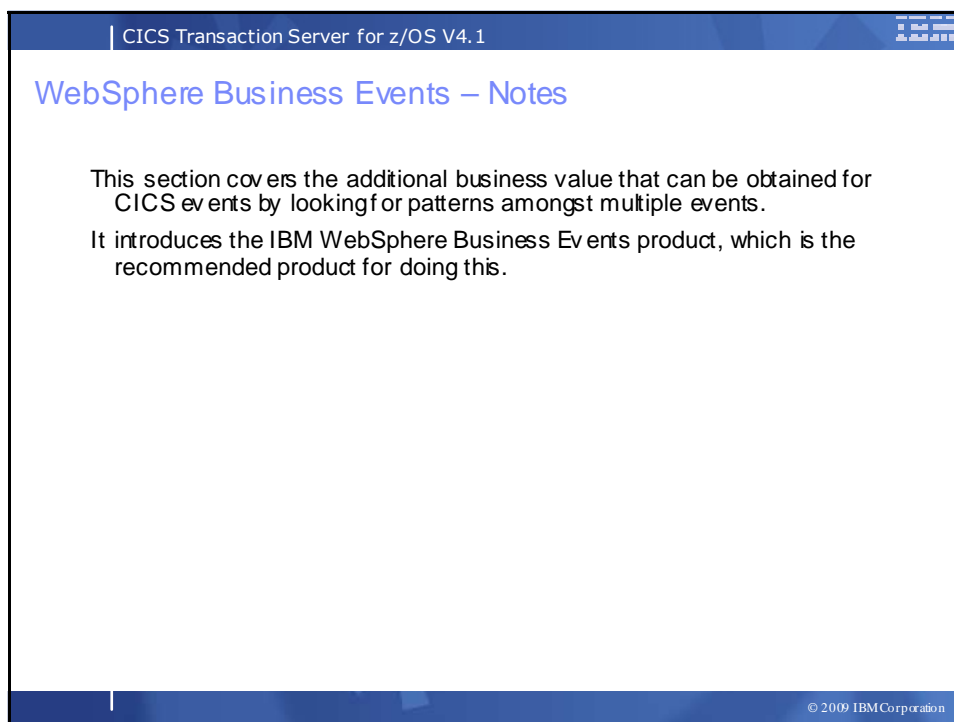 CICS Transaction Server for z/OS V4.1
IBM
WebSphere Business Events – Notes
This section covers the additional business value that can be obtained for
CICS events by looking for patterns amongst multiple events.
It introduces the IBM WebSphere Business Events product, which is the
recommended product for doing this.
© 2009 IBM Corporation